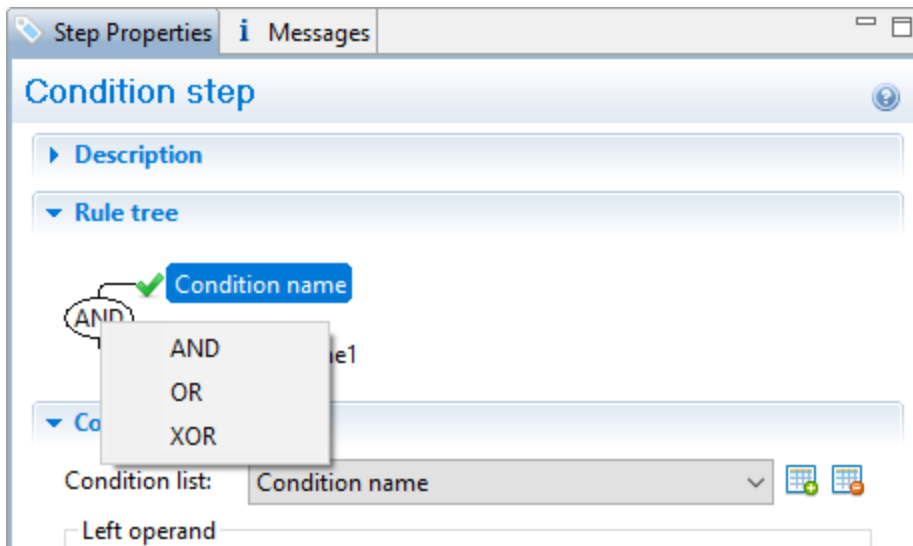 Step Properties
i Messages
Condition step
Description
Rule tree
Condition name
AND
AND
OR
XOR
Condition list:
Condition name
Left operand